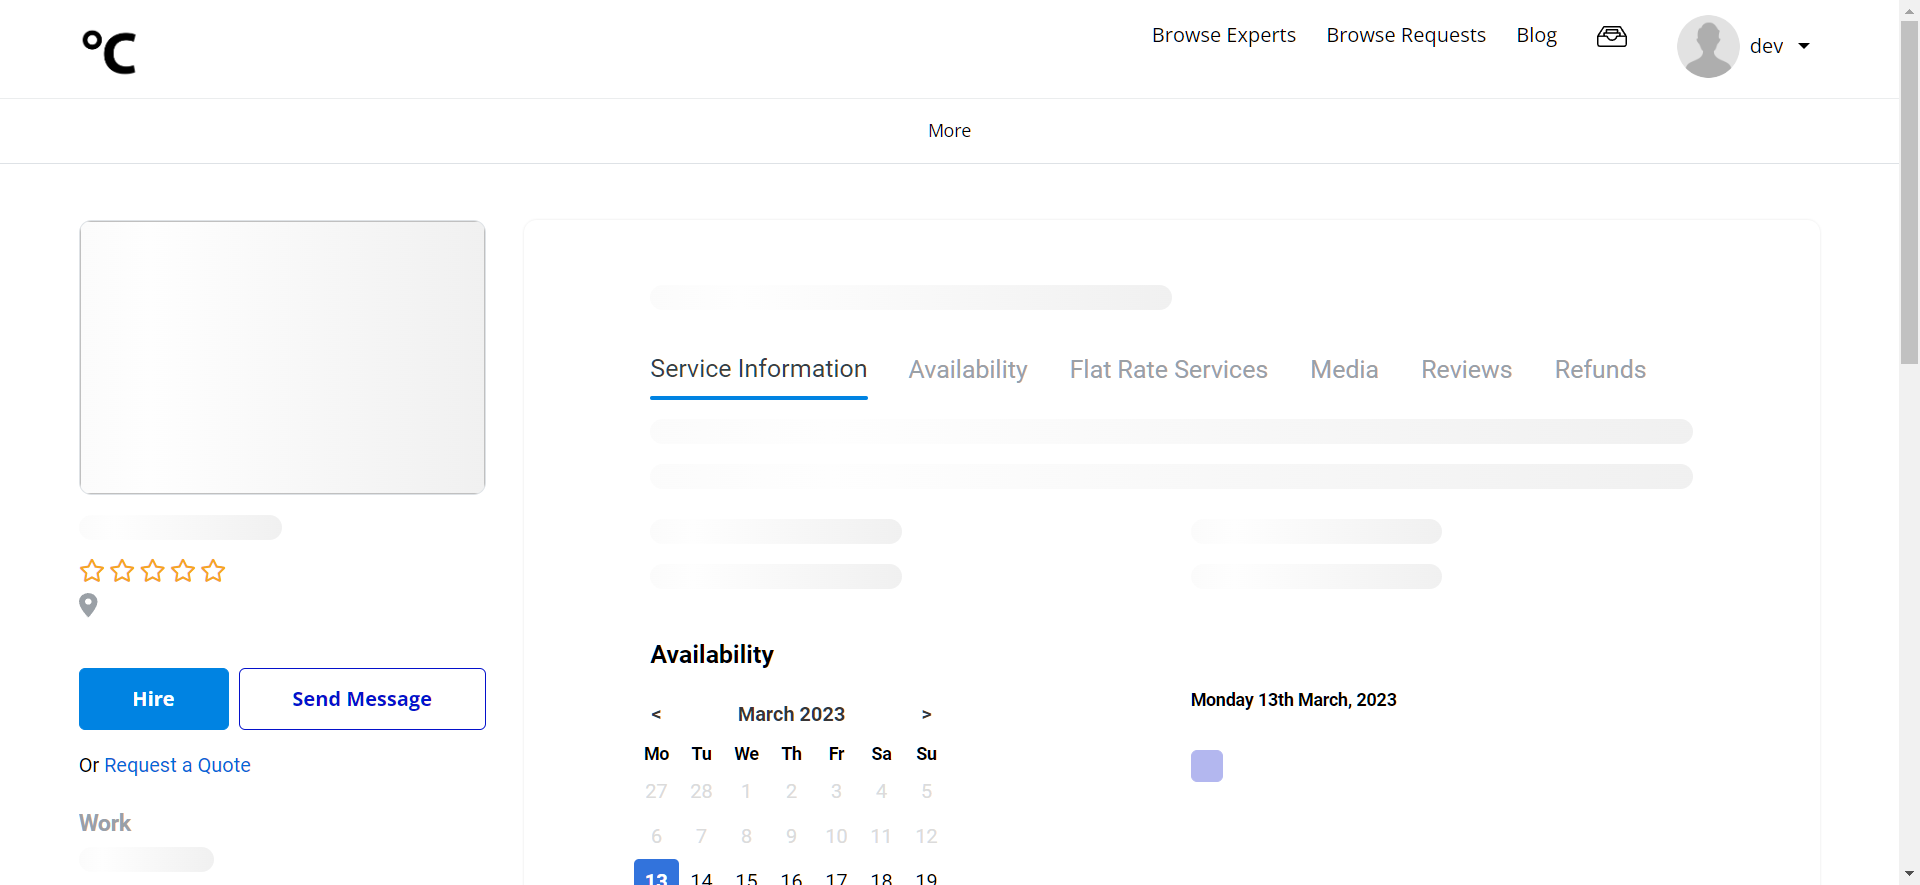 °C
Browse Experts Browse Requests Blog dev
More
Service Information Availability Flat Rate Services Media Reviews Refunds
Hire Send Message
Or Request a Quote
Work
Availability
< March 2023 >
Mo Tu We Th Fr Sa Su
27 28 1 2 3 4 5
6 7 8 9 10 11 12
13 14 15 16 17 18 19
Monday 13th March, 2023